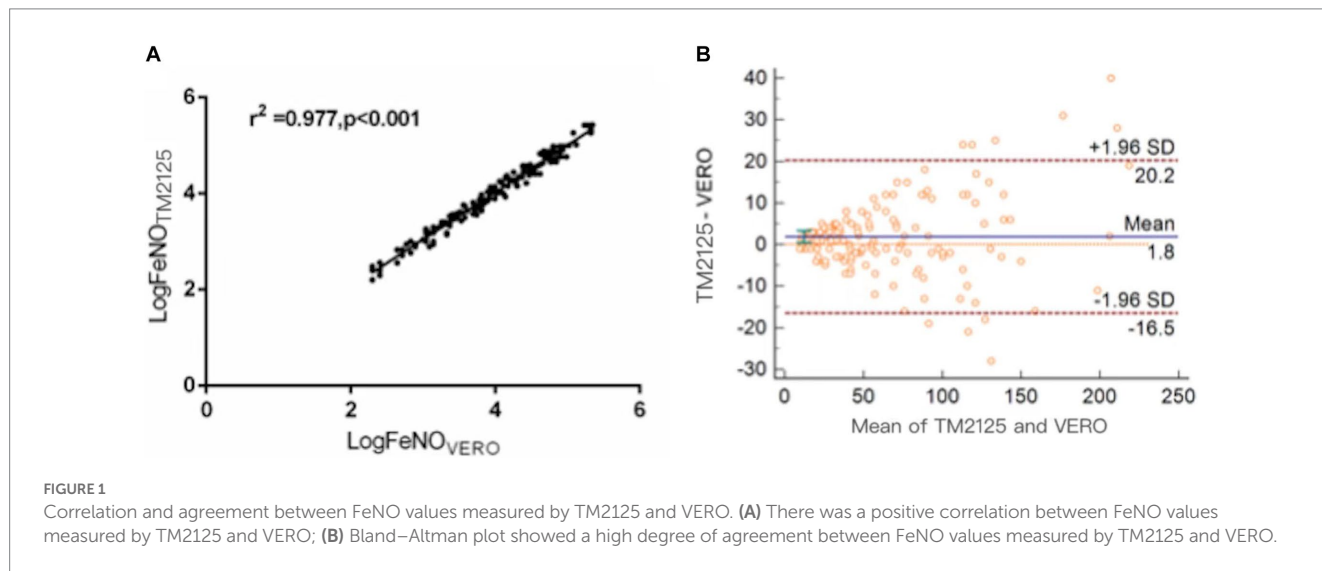 A
r² =0.977,p<0.001
6
4
2
0
LogFeNO_TM2125
0
2
4
6
LogFeNO_VERO
B
40
30
20
10
0
-10
-20
-30
TM2125 - VERO
+1.96 SD
20.2
Mean
1.8
-1.96 SD
-16.5
0
50
100
150
200
250
Mean of TM2125 and VERO
FIGURE 1
Correlation and agreement between FeNO values measured by TM2125 and VERO. (A) There was a positive correlation between FeNO values
measured by TM2125 and VERO; (B) Bland–Altman plot showed a high degree of agreement between FeNO values measured by TM2125 and VERO.